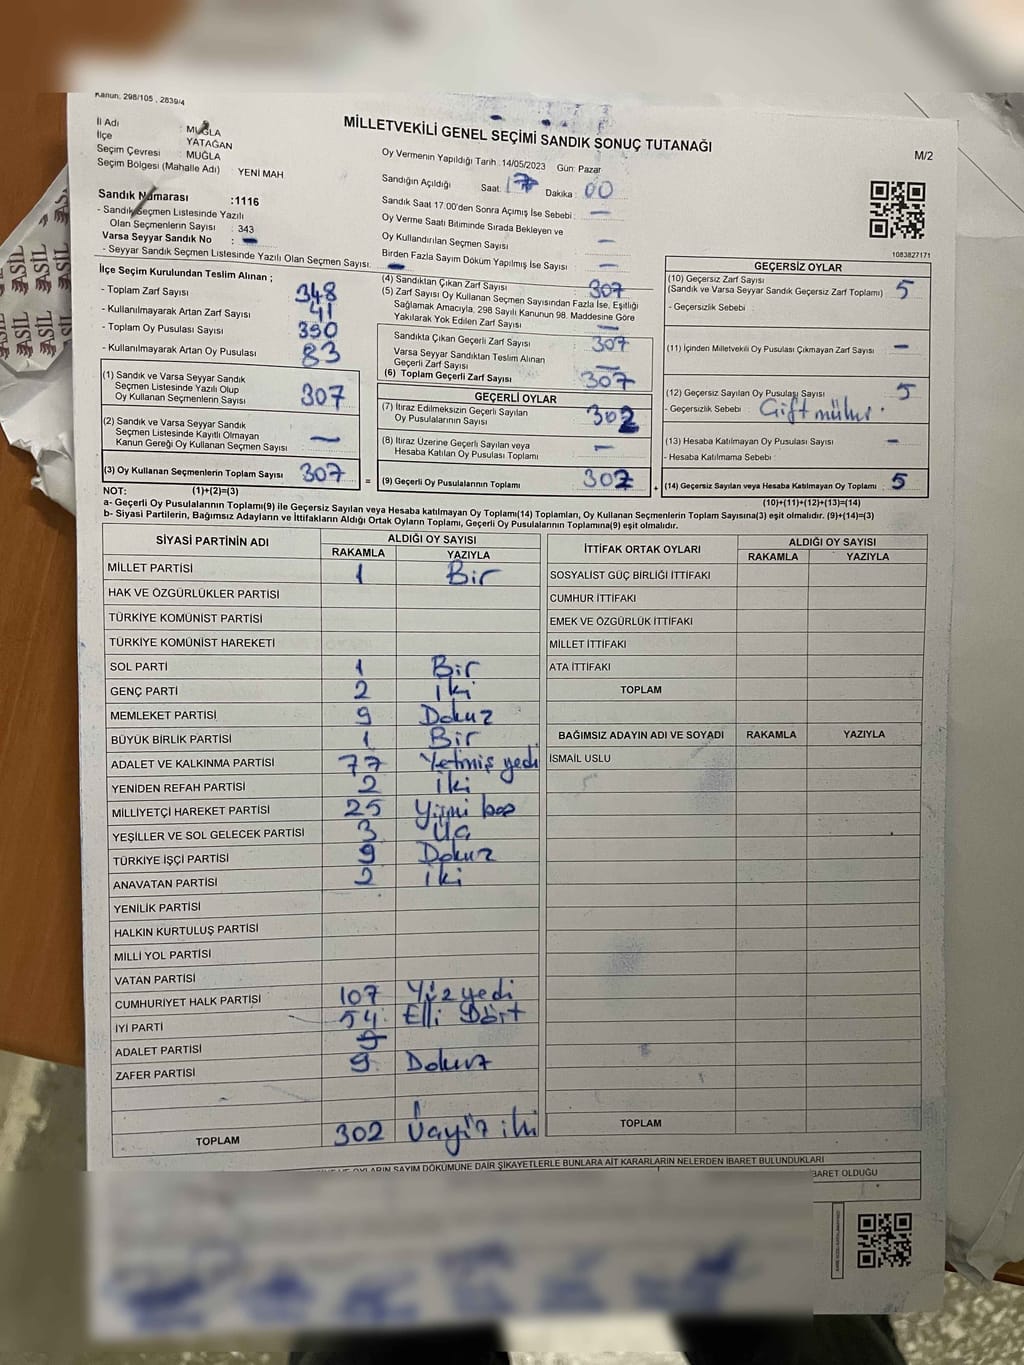 Kanun, 298/105 , 2839/4
İl Adı : MUĞLA
İlçe YATAĞAN
Seçim Çevresi : MUĞLA
Seçim Bölgesi (Mahalle Adı) YENİ MAH
MİLLETVEKİLİ GENEL SEÇİMİ SANDIK SONUÇ TUTANAĞI
M/2
Oy Vermenin Yapıldığı Tarih : 14/05/2023 Gün: Pazar
Sandığın Açıldığı Saat: 17 Dakika : 00
Sandık Saat 17.00'den Sonra Açımış İse Sebebi : —
Oy Verme Saati Bitiminde Sırada Bekleyen ve
Oy Kullandırılan Seçmen Sayısı —
Birden Fazla Sayım Döküm Yapılmış İse Sayısı —
Sandık Numarası :1116
- Sandık Seçmen Listesinde Yazılı
Olan Seçmenlerin Sayısı : 343
Varsa Seyyar Sandık No : —
- Seyyar Sandık Seçmen Listesinde Yazılı Olan Seçmen Sayısı. —
1083827171
İlçe Seçim Kurulundan Teslim Alınan ;
- Toplam Zarf Sayısı 348
- Kullanılmayarak Artan Zarf Sayısı 41
- Toplam Oy Pusulası Sayısı 390
- Kullanılmayarak Artan Oy Pusulası 83
(1) Sandık ve Varsa Seyyar Sandık
Seçmen Listesinde Yazılı Olup
Oy Kullanan Seçmenlerin Sayısı 307
(2) Sandık ve Varsa Seyyar Sandık
Seçmen Listesinde Kayıtlı Olmayan
Kanun Gereği Oy Kullanan Seçmen Sayısı —
(3) Oy Kullanan Seçmenlerin Toplam Sayısı 307
(1)+(2)=(3)
(4) Sandıktan Çıkan Zarf Sayısı 307
(5) Zarf Sayısı Oy Kullanan Seçmen Sayısından Fazla İse, Eşitliği
Sağlamak Amacıyla, 298 Sayılı Kanunun 98. Maddesine Göre
Yakılarak Yok Edilen Zarf Sayısı —
Sandıkta Çıkan Geçerli Zarf Sayısı 307
Varsa Seyyar Sandıktan Teslim Alınan
Geçerli Zarf Sayısı —
(6) Toplam Geçerli Zarf Sayısı 307
GEÇERLİ OYLAR
(7) İtiraz Edilmeksizin Geçerli Sayılan
Oy Pusulalarının Sayısı 302
(8) İtiraz Üzerine Geçerli Sayılan veya
Hesaba Katılan Oy Pusulası Toplamı —
= (9) Geçerli Oy Pusulalarının Toplamı 302 +
GEÇERSİZ OYLAR
(10) Geçersiz Zarf Sayısı
(Sandık ve Varsa Seyyar Sandık Geçersiz Zarf Toplamı) 5
- Geçersizlik Sebebi :
(11) İçinden Milletvekili Oy Pusulası Çıkmayan Zarf Sayısı —
(12) Geçersiz Sayılan Oy Pusulası Sayısı 5
- Geçersizlik Sebebi : Çift mühür.
(13) Hesaba Katılmayan Oy Pusulası Sayısı —
- Hesaba Katılmama Sebebi :
(14) Geçersiz Sayılan veya Hesaba Katılmayan Oy Toplamı 5
(10)+(11)+(12)+(13)=(14)
NOT:
a- Geçerli Oy Pusulalarının Toplamı(9) ile Geçersiz Sayılan veya Hesaba katılmayan Oy Toplamı(14) Toplamları, Oy Kullanan Seçmenlerin Toplam Sayısına(3) eşit olmalıdır. (9)+(14)=(3)
b- Siyasi Partilerin, Bağımsız Adayların ve İttifakların Aldığı Ortak Oyların Toplamı, Geçerli Oy Pusulalarının Toplamına(9) eşit olmalıdır.
SİYASİ PARTİNİN ADI ALDIĞI OY SAYISI
RAKAMLA YAZIYLA
MİLLET PARTİSİ 1 Bir
HAK VE ÖZGÜRLÜKLER PARTİSİ
TÜRKİYE KOMÜNİST PARTİSİ
TÜRKİYE KOMÜNİST HAREKETİ
SOL PARTİ 1 Bir
GENÇ PARTİ 2 iki
MEMLEKET PARTİSİ 9 Dokuz
BÜYÜK BİRLİK PARTİSİ 1 Bir
ADALET VE KALKINMA PARTİSİ 77 Yetmiş yedi
YENİDEN REFAH PARTİSİ 2 iki
MİLLİYETÇİ HAREKET PARTİSİ 25 Yirmi beş
YEŞİLLER VE SOL GELECEK PARTİSİ 3 Üç
TÜRKİYE İŞÇİ PARTİSİ 9 Dokuz
ANAVATAN PARTİSİ 2 iki
YENİLİK PARTİSİ
HALKIN KURTULUŞ PARTİSİ
MİLLİ YOL PARTİSİ
VATAN PARTİSİ
CUMHURİYET HALK PARTİSİ 107 Yüz yedi
İYİ PARTİ 54 Elli Dört
ADALET PARTİSİ
ZAFER PARTİSİ 9 Dokuz
TOPLAM 302 Üçyüz iki
İTTİFAK ORTAK OYLARI ALDIĞI OY SAYISI
RAKAMLA YAZIYLA
SOSYALİST GÜÇ BİRLİĞİ İTTİFAKI
CUMHUR İTTİFAKI
EMEK VE ÖZGÜRLÜK İTTİFAKI
MİLLET İTTİFAKI
ATA İTTİFAKI
TOPLAM
BAĞIMSIZ ADAYIN ADI VE SOYADI RAKAMLA YAZIYLA
İSMAİL USLU
TOPLAM
OYLARIN SAYIM DÖKÜMÜNE DAİR ŞİKAYETLERLE BUNLARA AİT KARARLARIN NELERDEN İBARET BULUNDUKLARI
BARET OLDUĞU